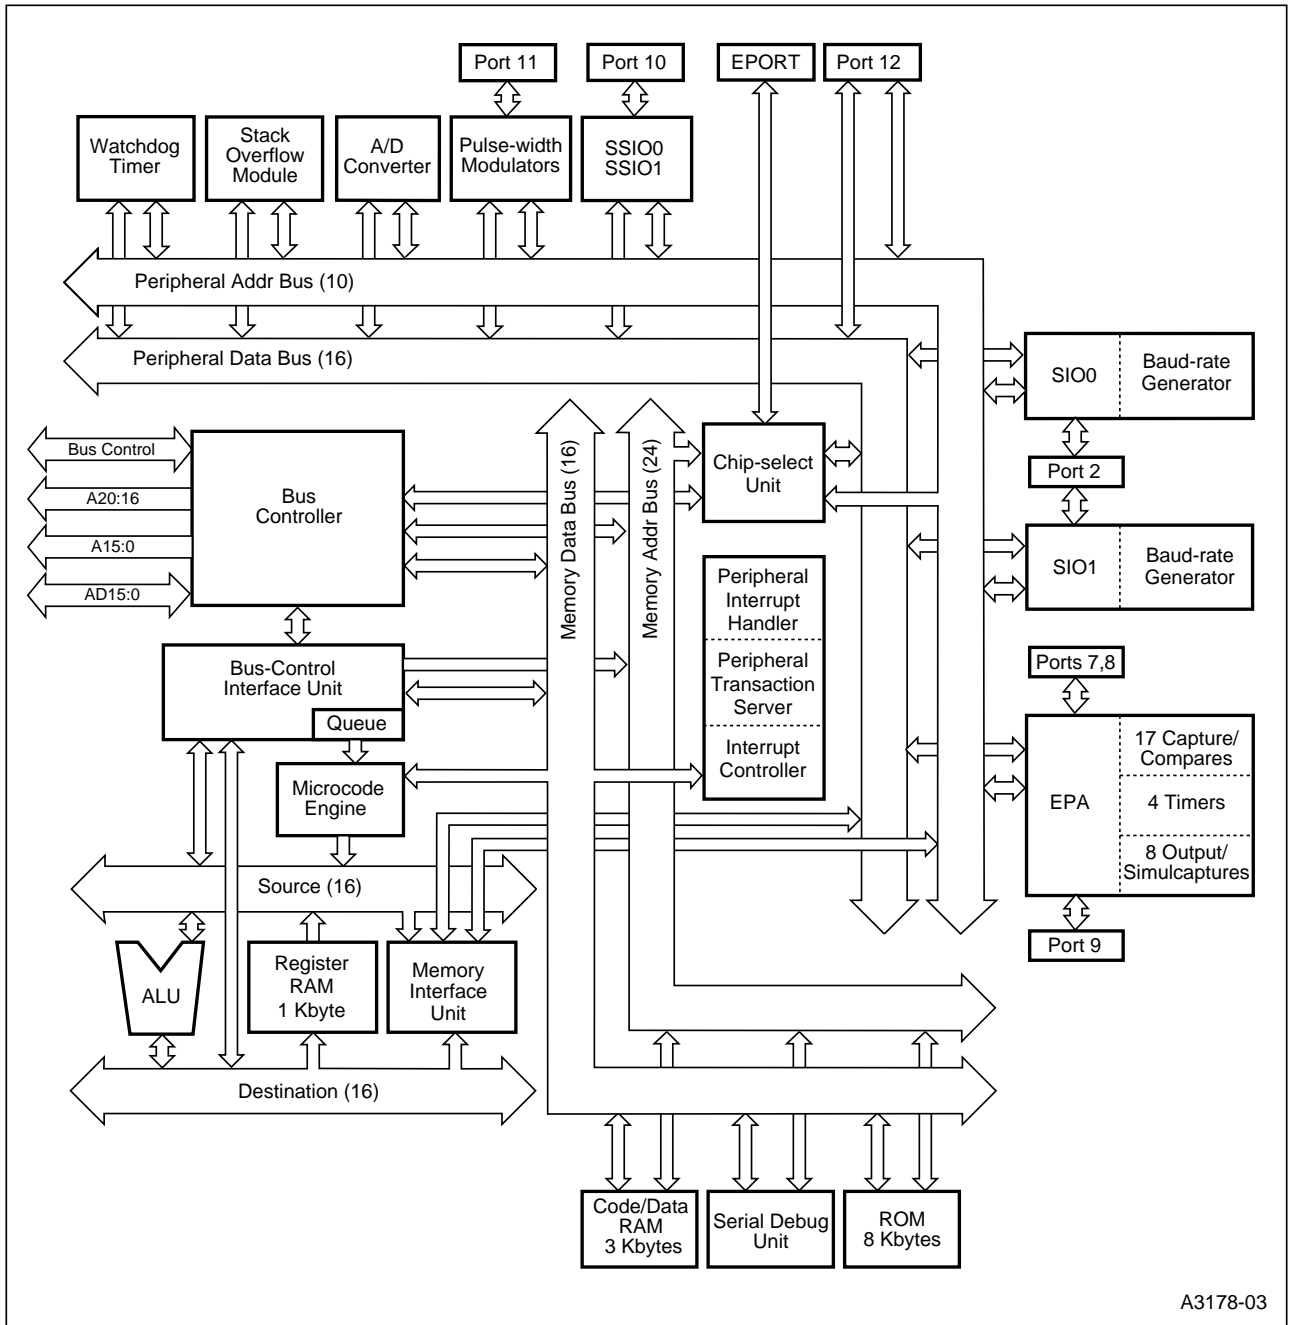 Port 11
Port 10
EPORT
Port 12
Watchdog
Timer
Stack
Overflow
Module
A/D
Converter
Pulse-width
Modulators
SSIO0
SSIO1
Peripheral Addr Bus (10)
Peripheral Data Bus (16)
SIO0
Baud-rate
Generator
Port 2
SIO1
Baud-rate
Generator
Bus Control
A20:16
A15:0
AD15:0
Bus
Controller
Memory Data Bus (16)
Memory Addr Bus (24)
Chip-select
Unit
Peripheral
Interrupt
Handler
Peripheral
Transaction
Server
Interrupt
Controller
Bus-Control
Interface Unit
Queue
Microcode
Engine
Ports 7,8
EPA
17 Capture/
Compares
4 Timers
8 Output/
Simulcaptures
Port 9
Source (16)
ALU
Register
RAM
1 Kbyte
Memory
Interface
Unit
Destination (16)
Code/Data
RAM
3 Kbytes
Serial Debug
Unit
ROM
8 Kbytes
A3178-03